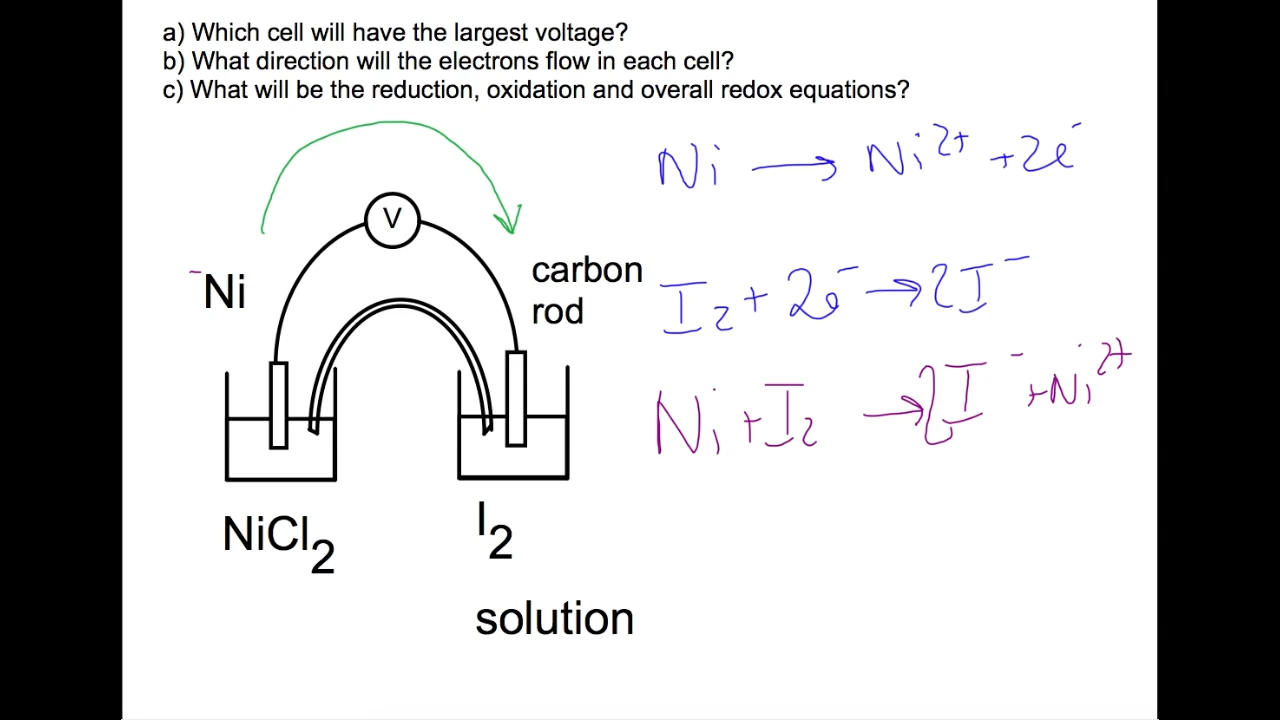 a) Which cell will have the largest voltage?
b) What direction will the electrons flow in each cell?
c) What will be the reduction, oxidation and overall redox equations?
Ni → Ni²⁺ + 2e⁻
V
⁻Ni
carbon
rod
I₂ + 2e⁻ → 2I⁻
Ni + I₂ → 2I⁻ + Ni²⁺
NiCl₂
I₂
solution